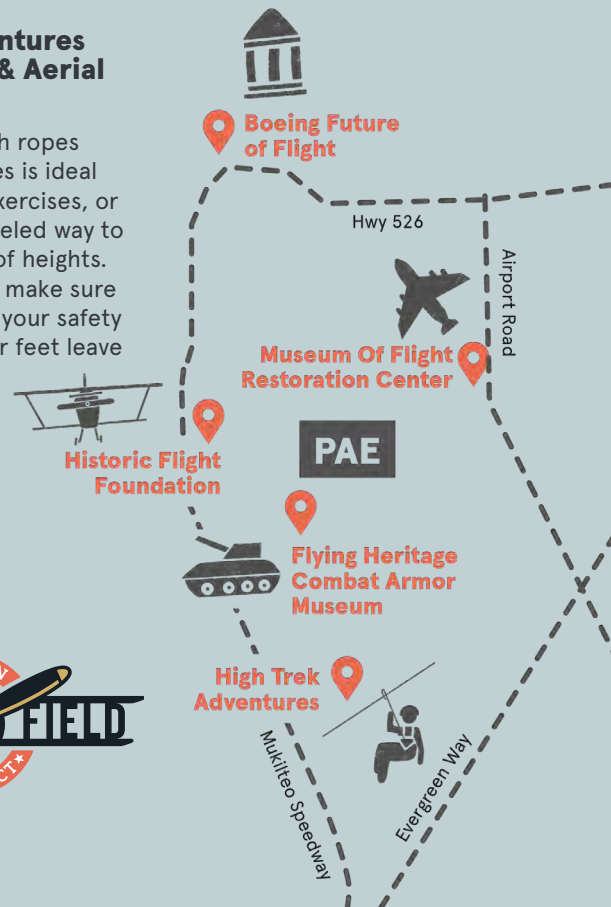 ntures
& Aerial
h ropes
es is ideal
xercises, or
eled way to
of heights.
make sure
your safety
r feet leave
Boeing Future
of Flight
Hwy 526
Airport Road
Museum Of Flight
Restoration Center
PAE
Historic Flight
Foundation
Flying Heritage
Combat Armor
Museum
High Trek
Adventures
Mukilteo Speedway
Evergreen Way
FIELD
CT